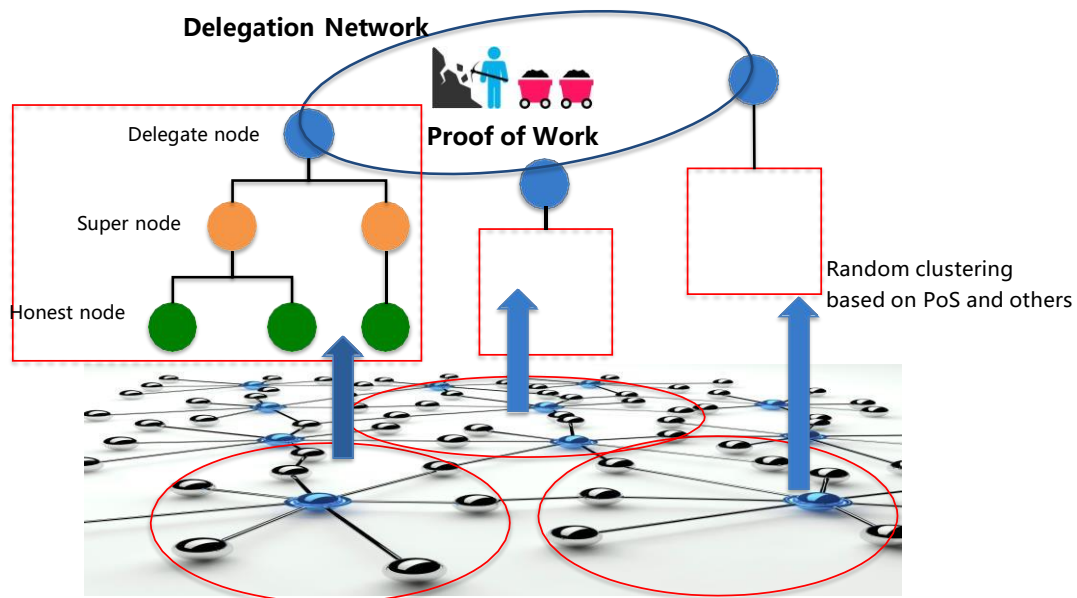 Delegation Network
Proof of Work
Delegate node
Super node
Honest node
Random clustering
based on PoS and others